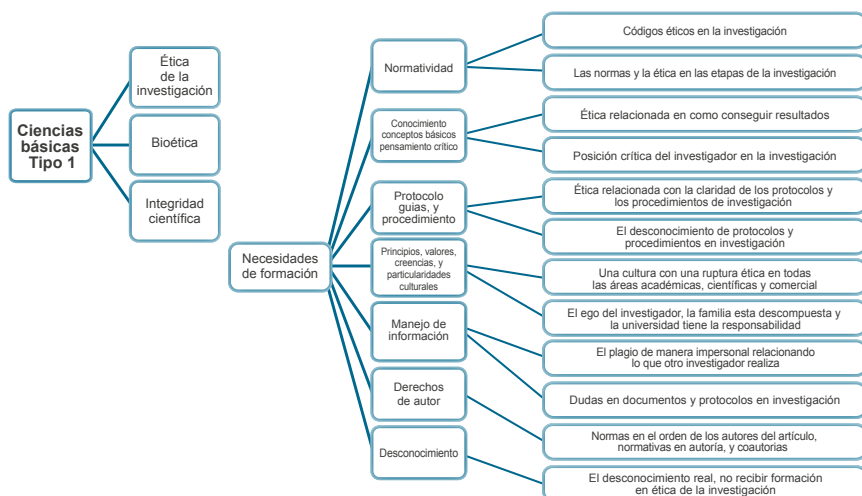 Ciencias
básicas
Tipo 1
Ética
de la
investigación
Bioética
Integridad
científica
Necesidades
de formación
Normatividad
Códigos éticos en la investigación
Las normas y la ética en las etapas de la investigación
Conocimiento
conceptos básicos
pensamiento crítico
Ética relacionada en como conseguir resultados
Posición crítica del investigador en la investigación
Protocolo
guias, y
procedimiento
Ética relacionada con la claridad de los protocolos y
los procedimientos de investigación
El desconocimiento de protocolos y
procedimientos en investigación
Principios, valores,
creencias, y
particularidades
culturales
Una cultura con una ruptura ética en todas
las áreas académicas, científicas y comercial
El ego del investigador, la familia esta descompuesta y
la universidad tiene la responsabilidad
Manejo de
información
El plagio de manera impersonal relacionando
lo que otro investigador realiza
Dudas en documentos y protocolos en investigación
Derechos
de autor
Normas en el orden de los autores del artículo,
normativas en autoría, y coautorias
Desconocimiento
El desconocimiento real, no recibir formación
en ética de la investigación